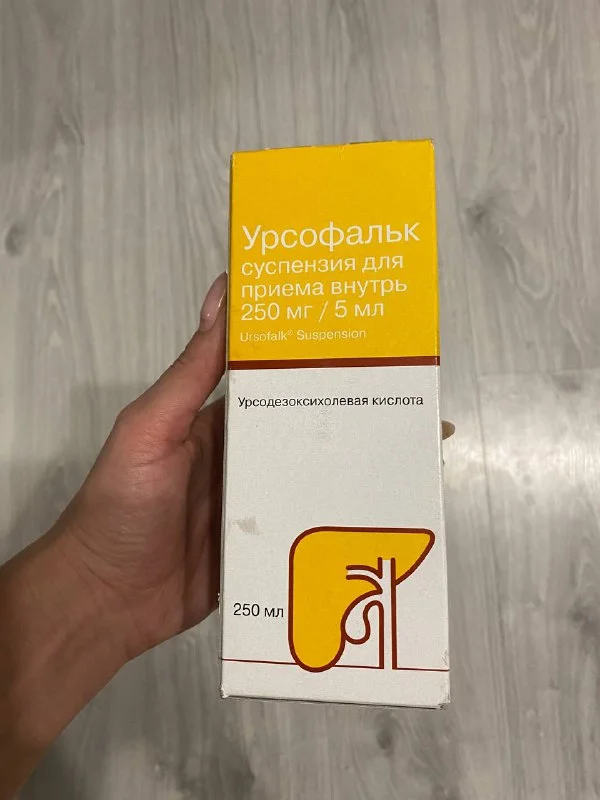 Урсофальк
суспензия для
приема внутрь
250 мг / 5 мл
Ursofalk® Suspension
Урсодезоксихолевая кислота
250 мл